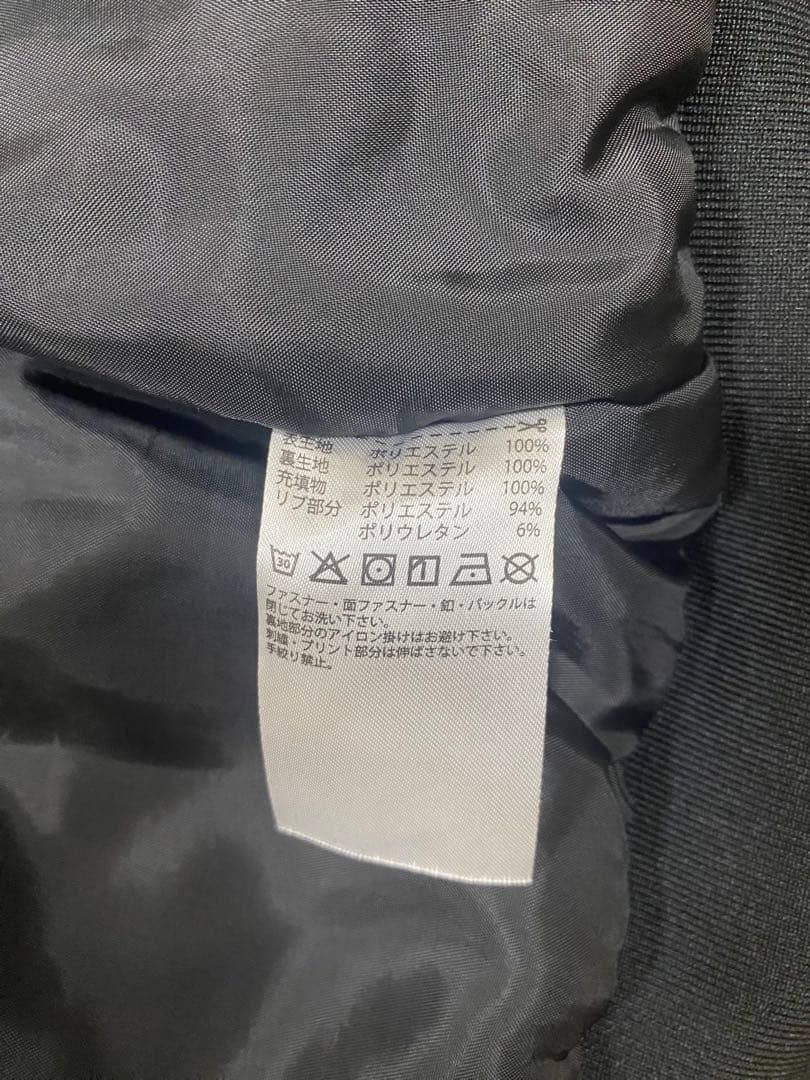 表生地 ポリエステル 100%
裏生地 ポリエステル 100%
充填物 ポリエステル 100%
リブ部分 ポリエステル 94%
ポリウレタン 6%
30
ファスナー・面ファスナー・釦・バックルは
閉じてお洗い下さい。
裏地部分のアイロン掛けはお避け下さい。
刺繍・プリント部分は伸ばさないで下さい。
手絞り禁止。